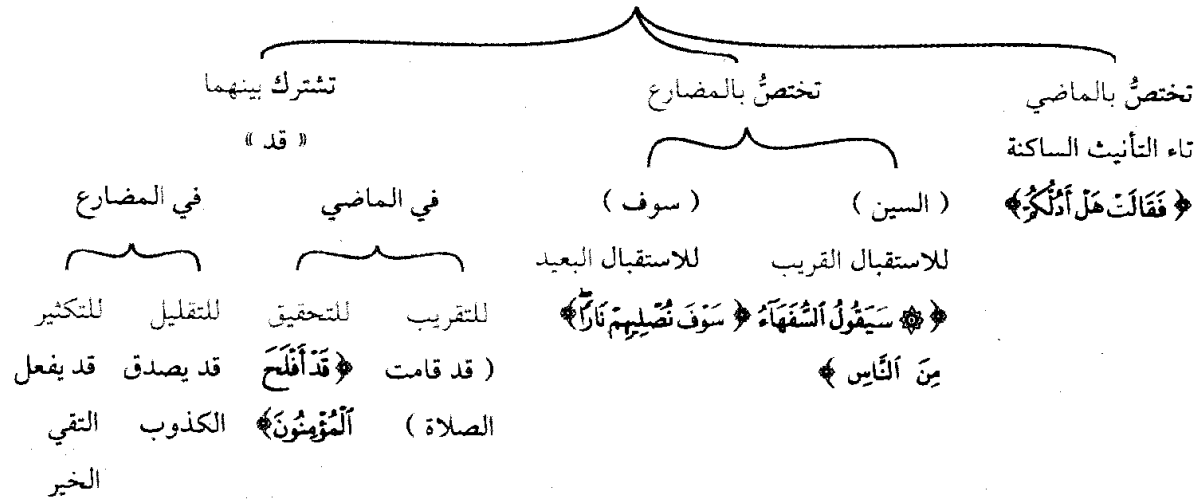 تختصُّ بالماضي تختصُّ بالمضارع تشترك بينهما
تاء التأنيث الساكنة « قد »
﴿ فَقَالَتْ هَلْ أَدُلُّكُمْ﴾ ( السين ) ( سوف ) في الماضي في المضارع
للاستقبال القريب للاستقبال البعيد
﴿ ۞ سَيَقُولُ ٱلسُّفَهَآءُ ﴿ سَوْفَ نُصْلِيهِمْ نَارًاۖ﴾ للتقريب للتحقيق للتقليل للتكثير
مِنَ ٱلنَّاسِ ﴾ ( قد قامت ﴿ قَدْ أَفْلَحَ قد يصدق قد يفعل
الصلاة ) ٱلْمُؤْمِنُونَ﴾ الكذوب التقي
الخير